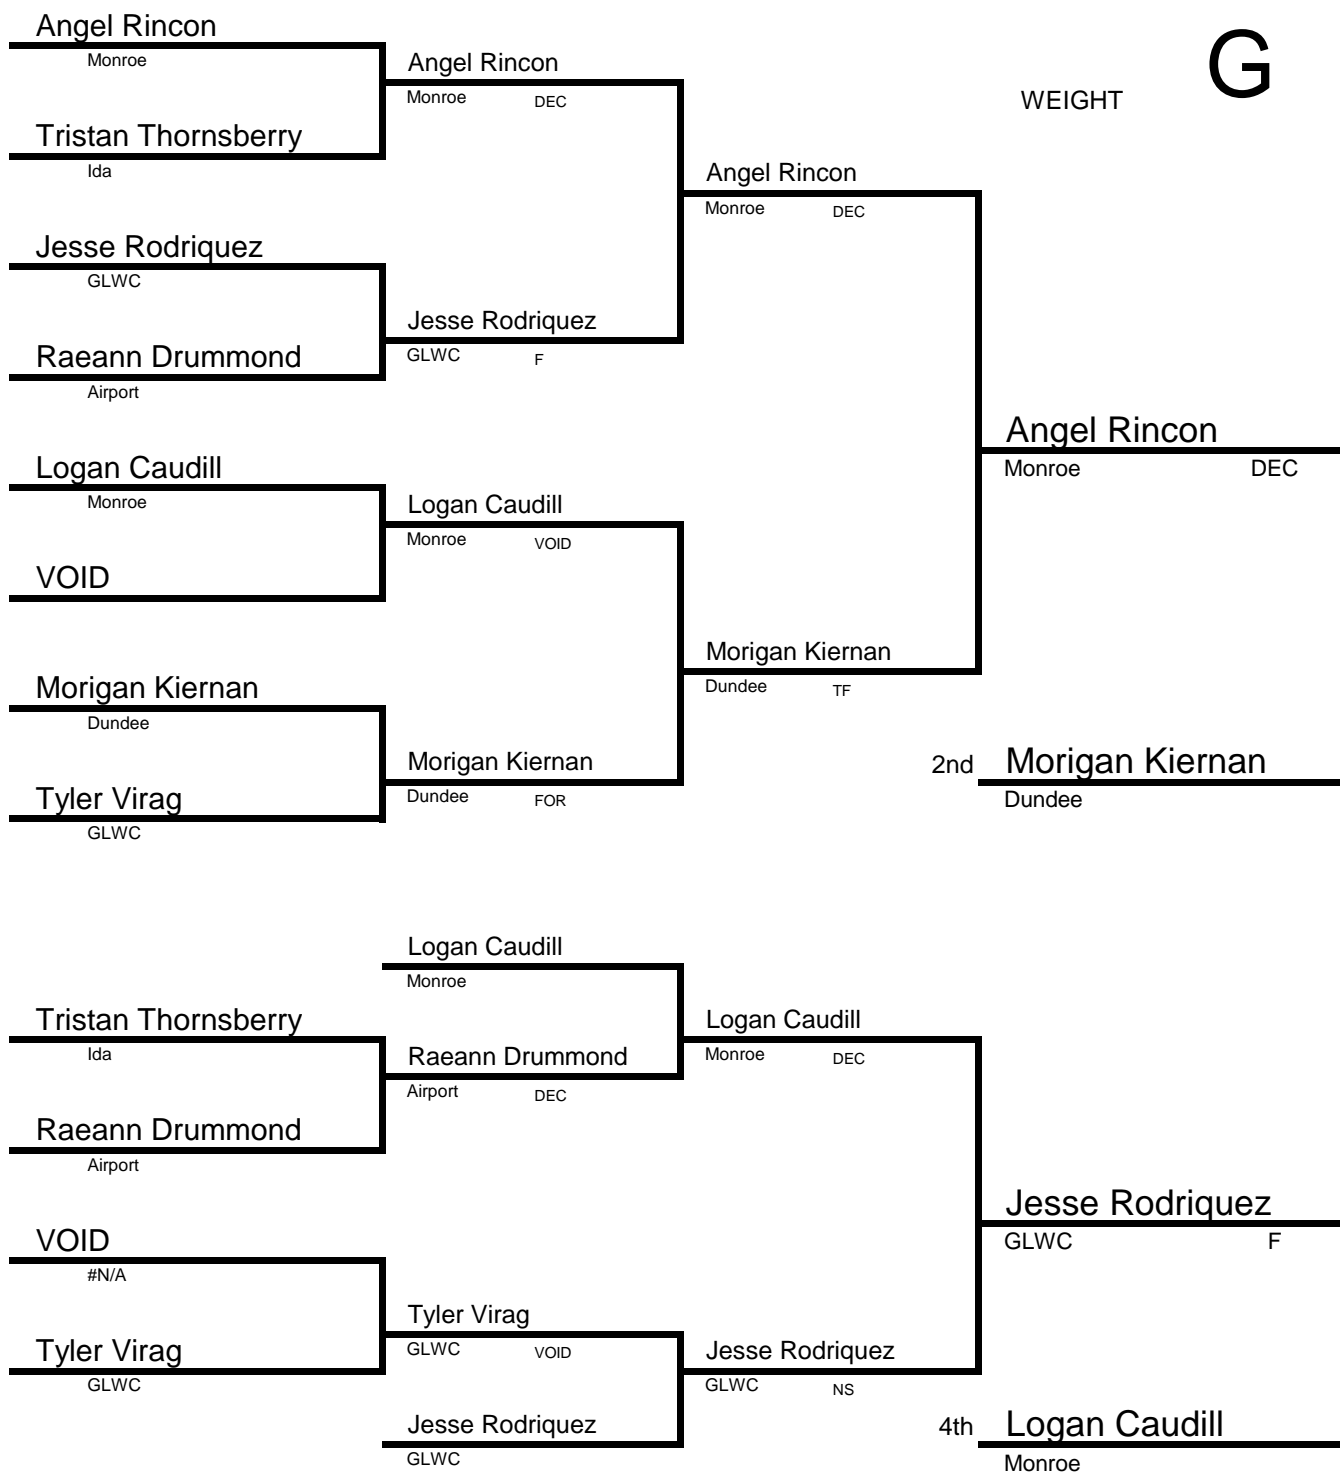 Angel Rincon
Monroe
Angel Rincon
Monroe DEC
WEIGHT G
Tristan Thornsberry
Ida
Angel Rincon
Monroe DEC
Jesse Rodriquez
GLWC
Jesse Rodriquez
GLWC F
Raeann Drummond
Airport
Angel Rincon
Monroe DEC
Logan Caudill
Monroe
Logan Caudill
Monroe VOID
VOID
Morigan Kiernan
Dundee TF
Morigan Kiernan
Dundee
Morigan Kiernan
Dundee FOR
2nd Morigan Kiernan
Dundee
Tyler Virag
GLWC
Logan Caudill
Monroe
Tristan Thornsberry
Ida
Logan Caudill
Monroe DEC
Raeann Drummond
Airport DEC
Raeann Drummond
Airport
Jesse Rodriquez
GLWC F
VOID
#N/A
Tyler Virag
GLWC VOID
Tyler Virag
GLWC
Jesse Rodriquez
GLWC NS
Jesse Rodriquez
GLWC
4th Logan Caudill
Monroe